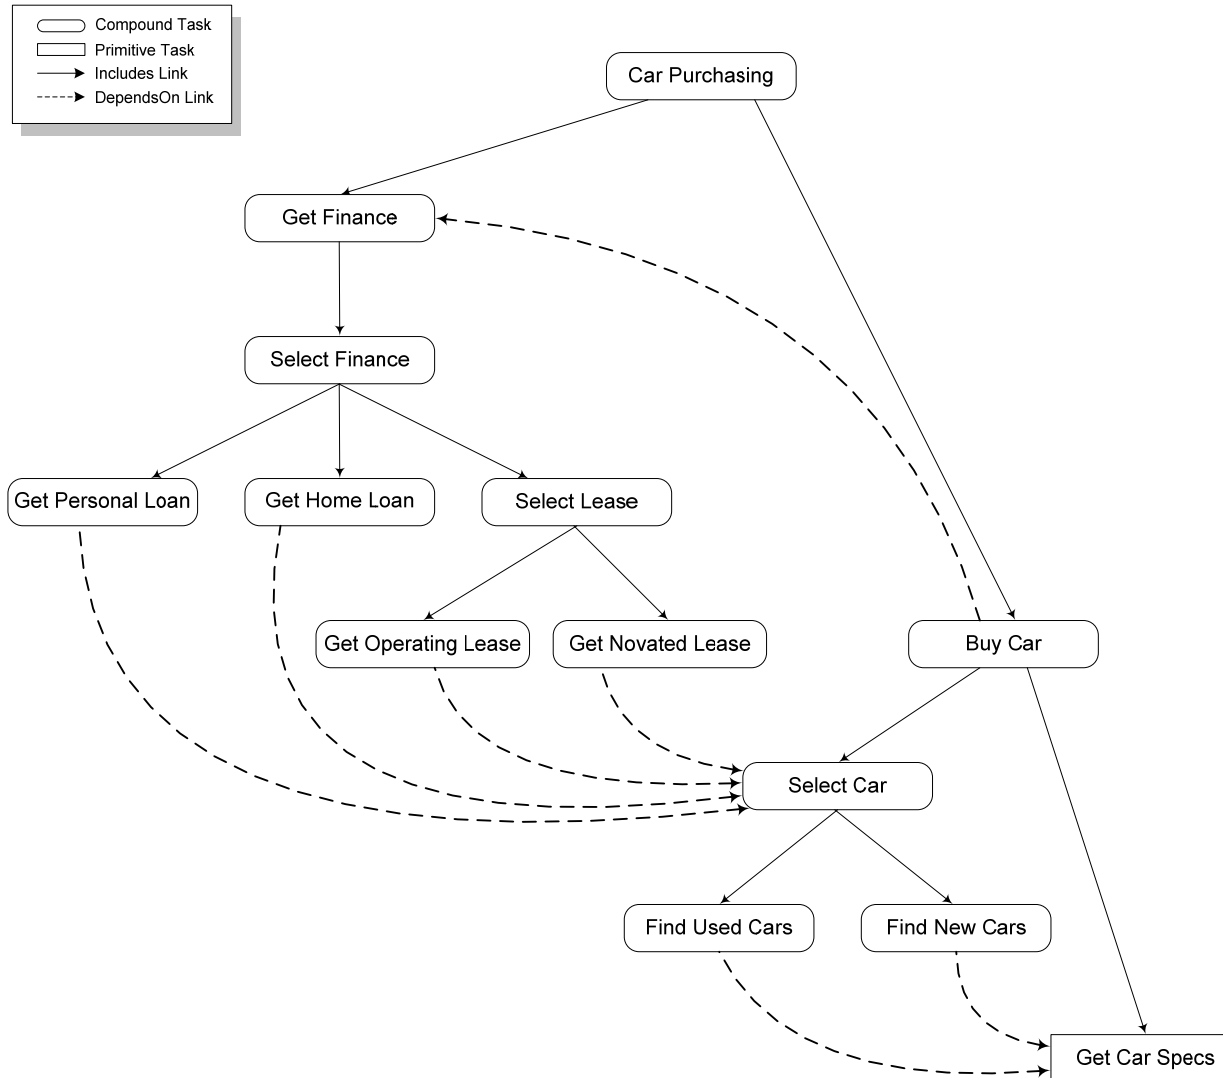 Compound Task
Primitive Task
Includes Link
DependsOn Link
Car Purchasing
Get Finance
Select Finance
Get Personal Loan
Get Home Loan
Select Lease
Get Operating Lease
Get Novated Lease
Buy Car
Select Car
Find Used Cars
Find New Cars
Get Car Specs